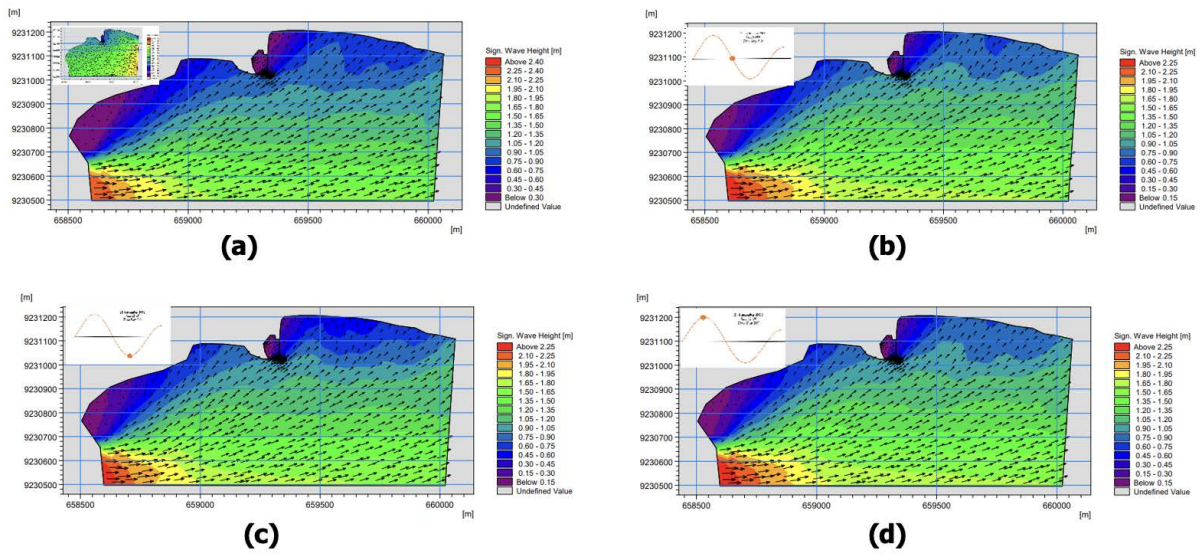 [m]
9231200
9231100
9231000
9230900
9230800
9230700
9230600
9230500
658500
659000
659500
660000
[m]
Sign. Wave Height [m]
Above 2.40
2.25 - 2.40
2.10 - 2.25
1.95 - 2.10
1.80 - 1.95
1.65 - 1.80
1.50 - 1.65
1.35 - 1.50
1.20 - 1.35
1.05 - 1.20
0.90 - 1.05
0.75 - 0.90
0.60 - 0.75
0.45 - 0.60
0.30 - 0.45
Below 0.30
Undefined Value
(a)
[m]
9231200
9231100
9231000
9230900
9230800
9230700
9230600
9230500
658500
659000
659500
660000
[m]
Sign. Wave Height [m]
Above 2.25
2.10 - 2.25
1.95 - 2.10
1.80 - 1.95
1.65 - 1.80
1.50 - 1.65
1.35 - 1.50
1.20 - 1.35
1.05 - 1.20
0.90 - 1.05
0.75 - 0.90
0.60 - 0.75
0.45 - 0.60
0.30 - 0.45
0.15 - 0.30
Below 0.15
Undefined Value
(b)
[m]
9231200
9231100
9231000
9230900
9230800
9230700
9230600
9230500
658500
659000
659500
660000
[m]
Sign. Wave Height [m]
Above 2.25
2.10 - 2.25
1.95 - 2.10
1.80 - 1.95
1.65 - 1.80
1.50 - 1.65
1.35 - 1.50
1.20 - 1.35
1.05 - 1.20
0.90 - 1.05
0.75 - 0.90
0.60 - 0.75
0.45 - 0.60
0.30 - 0.45
0.15 - 0.30
Below 0.15
Undefined Value
(c)
[m]
9231200
9231100
9231000
9230900
9230800
9230700
9230600
9230500
658500
659000
659500
660000
[m]
Sign. Wave Height [m]
Above 2.25
2.10 - 2.25
1.95 - 2.10
1.80 - 1.95
1.65 - 1.80
1.50 - 1.65
1.35 - 1.50
1.20 - 1.35
1.05 - 1.20
0.90 - 1.05
0.75 - 0.90
0.60 - 0.75
0.45 - 0.60
0.30 - 0.45
0.15 - 0.30
Below 0.15
Undefined Value
(d)